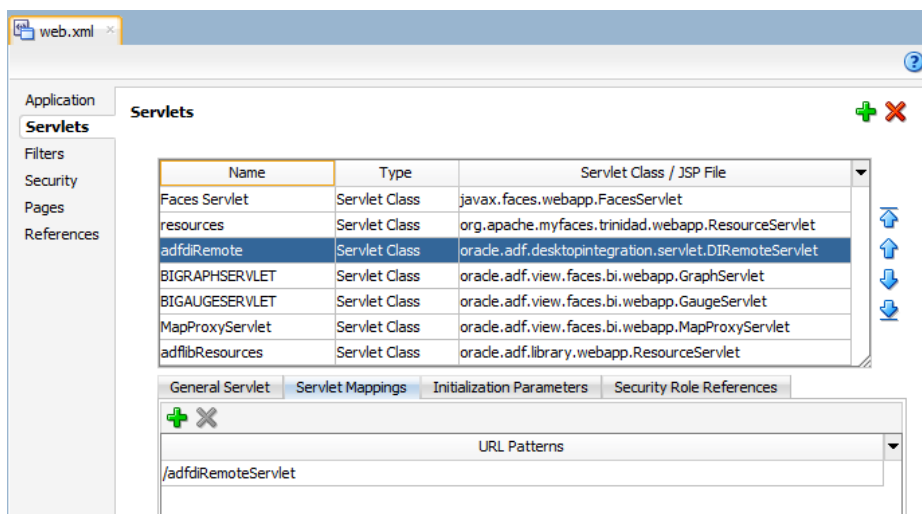 web.xml
Application
Servlets
Filters
Security
Pages
References
Servlets
Name Type Servlet Class / JSP File
Faces Servlet Servlet Class javax.faces.webapp.FacesServlet
resources Servlet Class org.apache.myfaces.trinidad.webapp.ResourceServlet
adfdiRemote Servlet Class oracle.adf.desktopintegration.servlet.DIRemoteServlet
BIGRAPHSERVLET Servlet Class oracle.adf.view.faces.bi.webapp.GraphServlet
BIGAUGESERVLET Servlet Class oracle.adf.view.faces.bi.webapp.GaugeServlet
MapProxyServlet Servlet Class oracle.adf.view.faces.bi.webapp.MapProxyServlet
adflibResources Servlet Class oracle.adf.library.webapp.ResourceServlet
General Servlet Servlet Mappings Initialization Parameters Security Role References
URL Patterns
/adfdiRemoteServlet